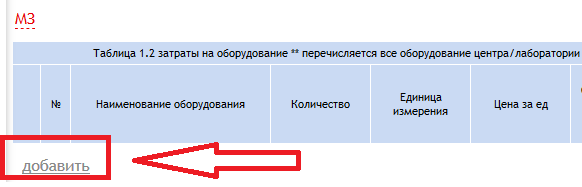 МЗ
Таблица 1.2 затраты на оборудование ** перечисляется все оборудование центра/лаборатории
№ Наименование оборудования Количество Единица измерения Цена за ед
добавить